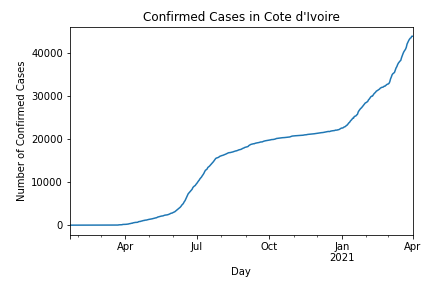 Confirmed Cases in Cote d'Ivoire
Number of Confirmed Cases
40000
30000
20000
10000
0
Apr
Jul
Oct
Jan
2021
Apr
Day